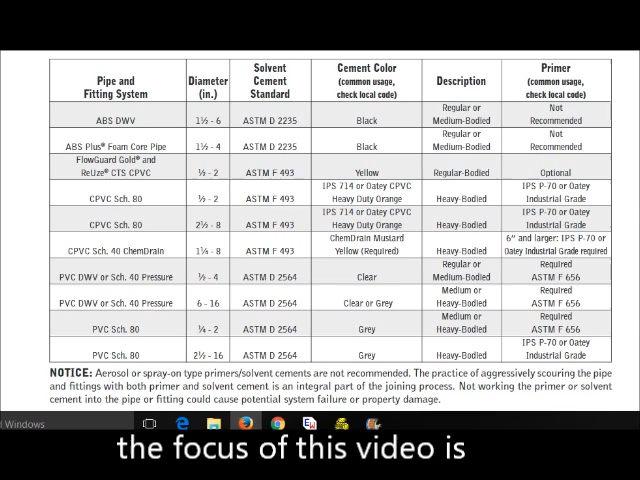 Pipe and Fitting System | Diameter (in.) | Solvent Cement Standard | Cement Color (common usage, check local code) | Description | Primer (common usage, check local code)
ABS DWV | 1½ - 6 | ASTM D 2235 | Black | Regular or Medium-Bodied | Not Recommended
ABS Plus® Foam Core Pipe | 1½ - 4 | ASTM D 2235 | Black | Regular or Medium-Bodied | Not Recommended
FlowGuard Gold® and ReUze® CTS CPVC | ½ - 2 | ASTM F 493 | Yellow | Regular-Bodied | Optional
CPVC Sch. 80 | ½ - 2 | ASTM F 493 | IPS 714 or Oatey CPVC Heavy Duty Orange | Heavy-Bodied | IPS P-70 or Oatey Industrial Grade
CPVC Sch. 80 | 2½ - 8 | ASTM F 493 | IPS 714 or Oatey CPVC Heavy Duty Orange | Heavy-Bodied | IPS P-70 or Oatey Industrial Grade
CPVC Sch. 40 ChemDrain | 1¼ - 8 | ASTM F 493 | ChemDrain Mustard Yellow (Required) | Heavy-Bodied | 6" and larger: IPS P-70 or Oatey Industrial Grade required
PVC DWV or Sch. 40 Pressure | ½ - 4 | ASTM D 2564 | Clear | Regular or Medium-Bodied | Required ASTM F 656
PVC DWV or Sch. 40 Pressure | 6 - 16 | ASTM D 2564 | Clear or Grey | Medium or Heavy-Bodied | Required ASTM F 656
PVC Sch. 80 | ¼ - 2 | ASTM D 2564 | Grey | Medium or Heavy-Bodied | Required ASTM F 656
PVC Sch. 80 | 2½ - 16 | ASTM D 2564 | Grey | Heavy-Bodied | IPS P-70 or Oatey Industrial Grade
NOTICE: Aerosol or spray-on type primers/solvent cements are not recommended. The practice of aggressively scouring the pipe
and fittings with both primer and solvent cement is an integral part of the joining process. Not working the primer or solvent
cement into the pipe or fitting could cause potential system failure or property damage.
Windows
the focus of this video is